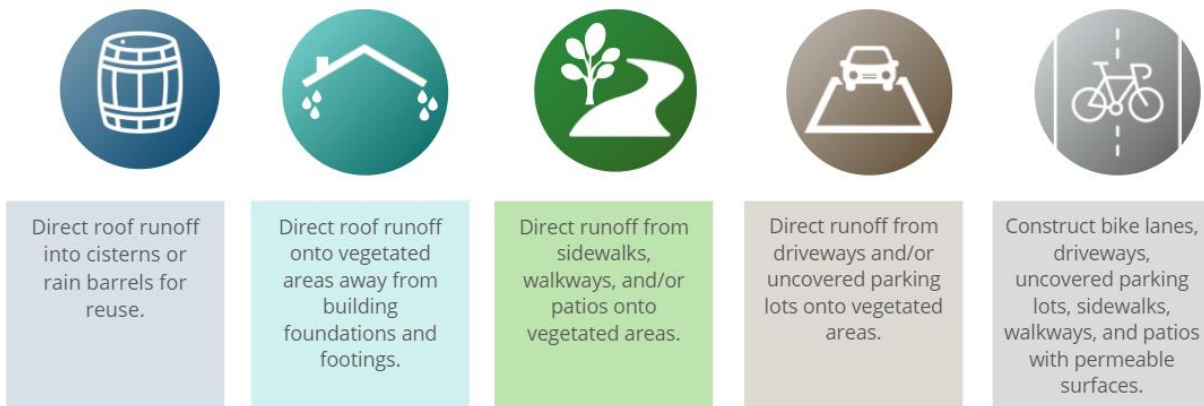 Direct roof runoff
into cisterns or
rain barrels for
reuse.
Direct roof runoff
onto vegetated
areas away from
building
foundations and
footings.
Direct runoff from
sidewalks,
walkways, and/or
patios onto
vegetated areas.
Direct runoff from
driveways and/or
uncovered parking
lots onto vegetated
areas.
Construct bike lanes,
driveways,
uncovered parking
lots, sidewalks,
walkways, and patios
with permeable
surfaces.